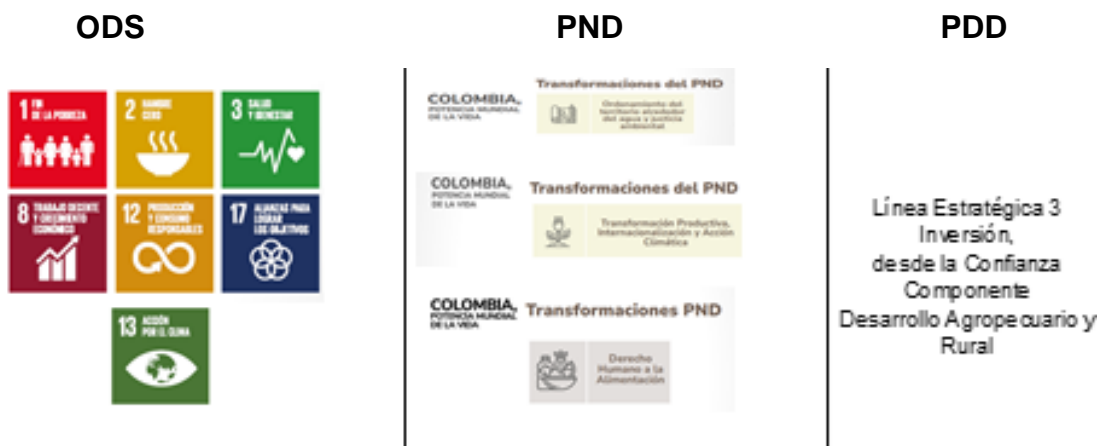 ODS
PND
PDD
1 FIN
DE LA POBREZA
2 HAMBRE
CERO
3 SALUD
Y BIENESTAR
8 TRABAJO DECENTE
Y CRECIMIENTO
ECONÓMICO
12 PRODUCCIÓN
Y CONSUMO
RESPONSABLES
17 ALIANZAS PARA
LOGRAR
LOS OBJETIVOS
13 ACCIÓN
POR EL CLIMA
COLOMBIA,
POTENCIA MUNDIAL
DE LA VIDA
Transformaciones del PND
Ordenamiento del
territorio alrededor
del agua y justicia
ambiental
COLOMBIA,
POTENCIA MUNDIAL
DE LA VIDA
Transformaciones del PND
Transformación Productiva,
Internacionalización y Acción
Climática
COLOMBIA,
POTENCIA MUNDIAL
DE LA VIDA
Transformaciones PND
Derecho
Humano a la
Alimentación
Línea Estratégica 3
Inversión,
desde la Confianza
Componente
Desarrollo Agropecuario y
Rural